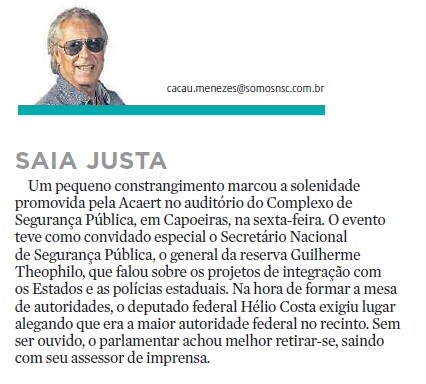 cacau.menezes@somosnsc.com.br
SAIA JUSTA
Um pequeno constrangimento marcou a solenidade
promovida pela Acaert no auditório do Complexo de
Segurança Pública, em Capoeiras, na sexta-feira. O evento
teve como convidado especial o Secretário Nacional
de Segurança Pública, o general da reserva Guilherme
Theophilo, que falou sobre os projetos de integração com
os Estados e as polícias estaduais. Na hora de formar a mesa
de autoridades, o deputado federal Hélio Costa exigiu lugar
alegando que era a maior autoridade federal no recinto. Sem
ser ouvido, o parlamentar achou melhor retirar-se, saindo
com seu assessor de imprensa.